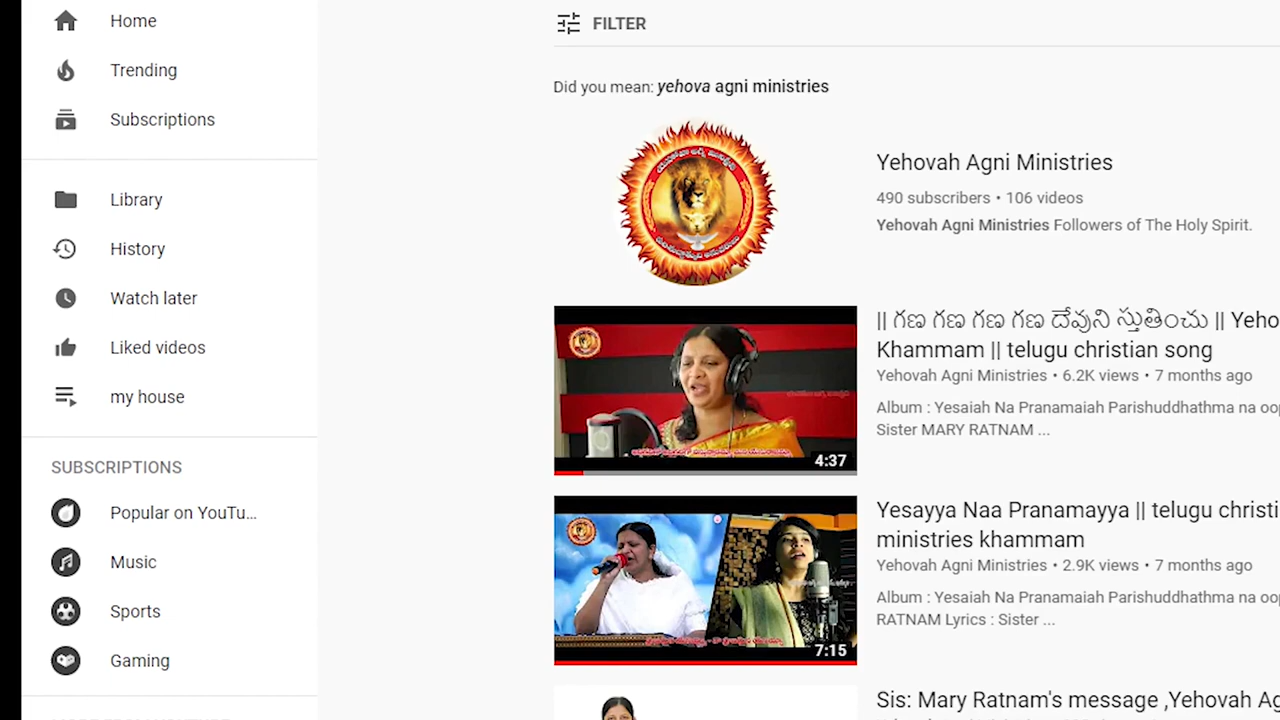 Home
Trending
Subscriptions
Library
History
Watch later
Liked videos
my house
SUBSCRIPTIONS
Popular on YouTu...
Music
Sports
Gaming
FILTER
Did you mean: yehova agni ministries
Yehovah Agni Ministries
490 subscribers • 106 videos
Yehovah Agni Ministries Followers of The Holy Spirit.
|| గణ గణ గణ గణ దేవుని స్తుతించు || Yeho
Khammam || telugu christian song
Yehovah Agni Ministries • 6.2K views • 7 months ago
Album : Yesaiah Na Pranamaiah Parishuddhathma na oop
Sister MARY RATNAM ...
4:37
Yesayya Naa Pranamayya || telugu christi
ministries khammam
Yehovah Agni Ministries • 2.9K views • 7 months ago
Album : Yesaiah Na Pranamaiah Parishuddhathma na oop
RATNAM Lyrics : Sister ...
7:15
Sis: Mary Ratnam's message ,Yehovah Ag